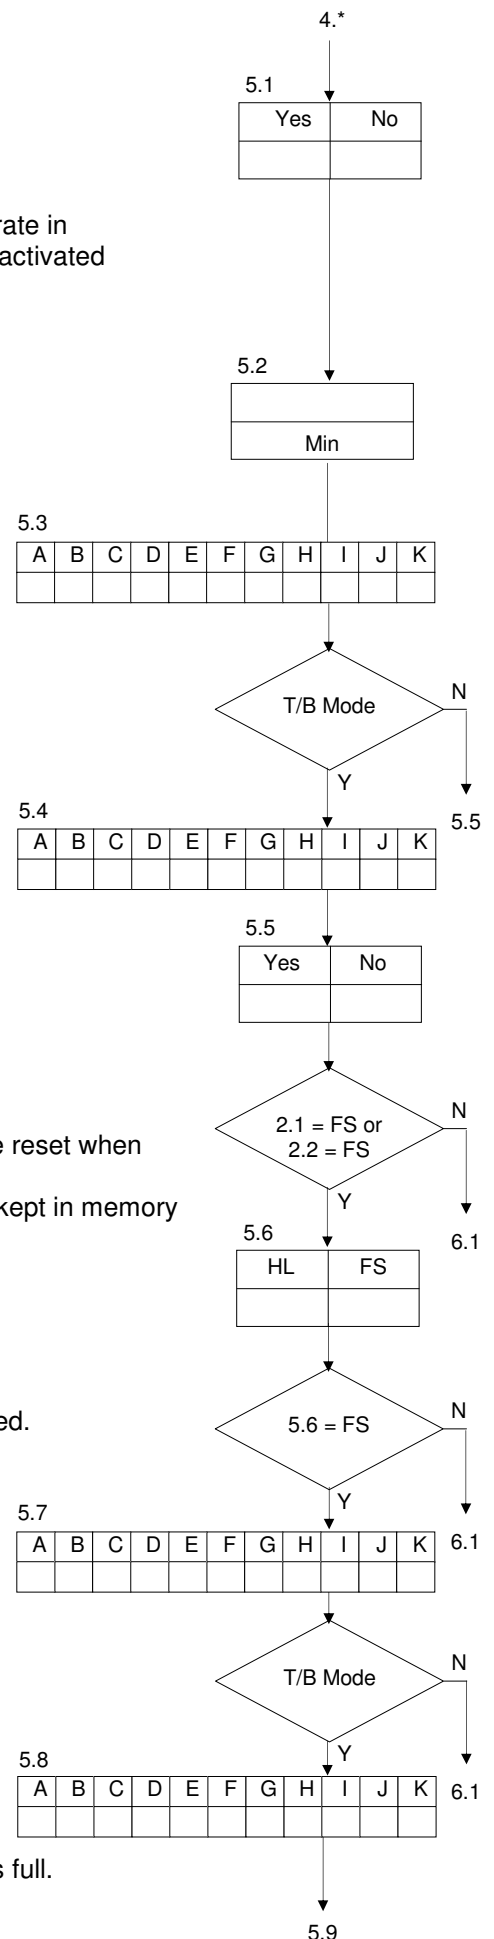 4.*
5.1
Yes No
rate in
activated
5.2
Min
5.3
A B C D E F G H I J K
T/B Mode
N
Y
5.5
5.4
A B C D E F G H I J K
5.5
Yes No
2.1 = FS or
2.2 = FS
N
e reset when
Y
kept in memory
6.1
5.6
HL FS
5.6 = FS
N
ed.
Y
6.1
5.7
A B C D E F G H I J K
T/B Mode
N
Y
6.1
5.8
A B C D E F G H I J K
s full.
5.9